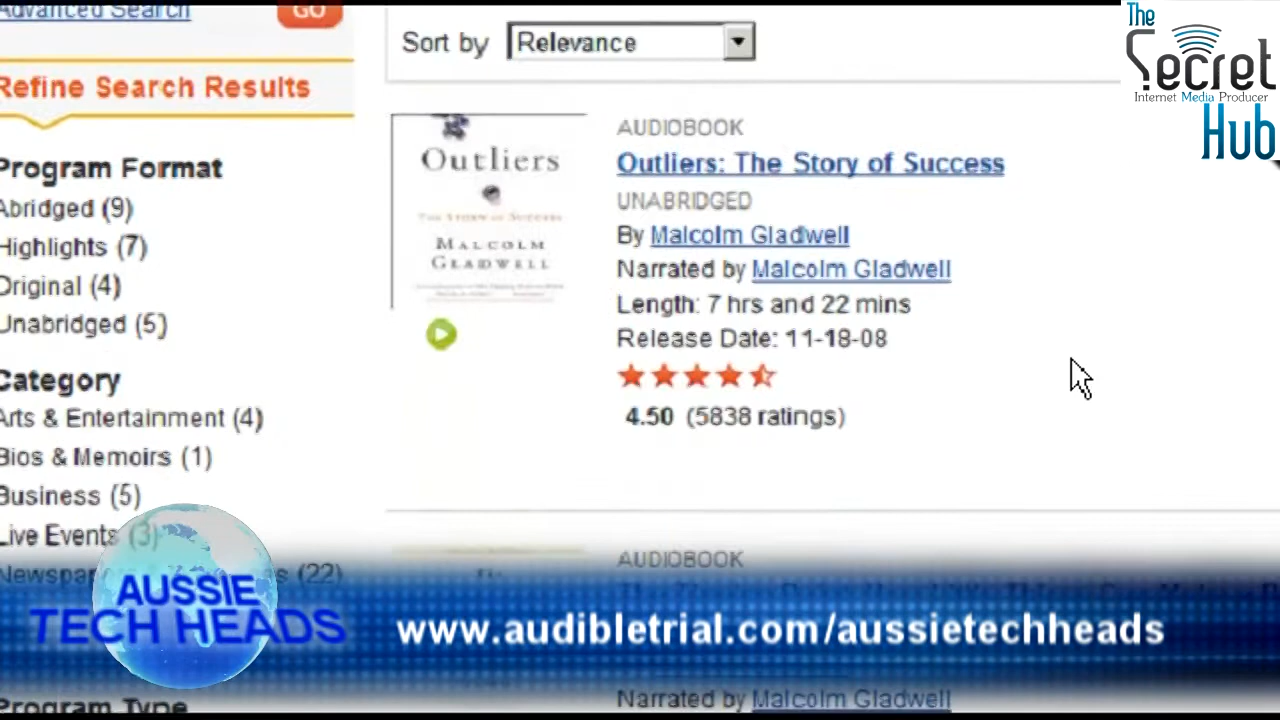 Advanced Search
GO
Refine Search Results
Program Format
Abridged (9)
Highlights (7)
Original (4)
Unabridged (5)
Category
Arts & Entertainment (4)
Bios & Memoirs (1)
Business (5)
Live Events (3)
(22)
Program Type
Sort by Relevance
Outliers
THE STORY OF SUCCESS
MALCOLM
GLADWELL
AUDIOBOOK
Outliers: The Story of Success
UNABRIDGED
By Malcolm Gladwell
Narrated by Malcolm Gladwell
Length: 7 hrs and 22 mins
Release Date: 11-18-08
4.50 (5838 ratings)
AUDIOBOOK
Narrated by Malcolm Gladwell
The
Secret
Internet Media Producer
Hub
AUSSIE
TECH HEADS
www.audibletrial.com/aussietechheads